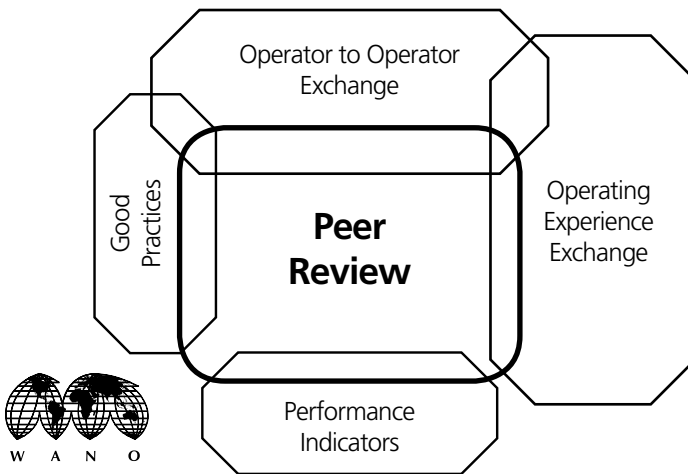 Operator to Operator
Exchange
Good
Practices
Peer
Review
Operating
Experience
Exchange
Performance
Indicators
W A N O